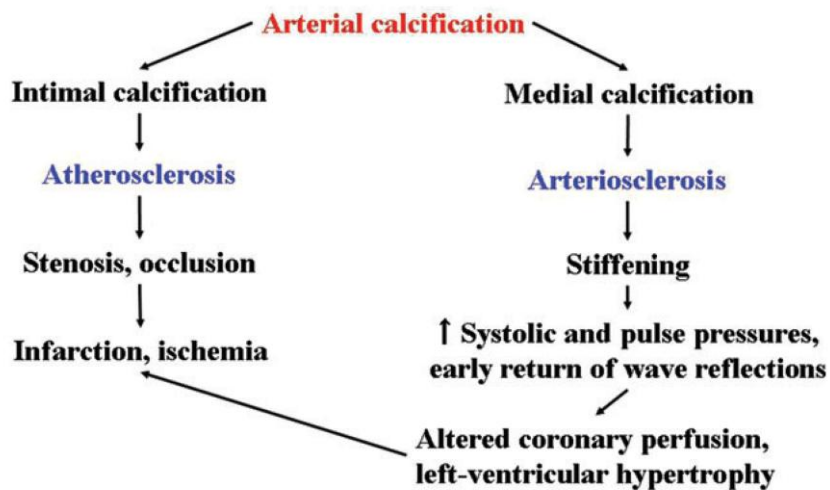 Arterial calcification
Intimal calcification
Medial calcification
Atherosclerosis
Arteriosclerosis
Stenosis, occlusion
Stiffening
Infarction, ischemia
↑ Systolic and pulse pressures,
early return of wave reflections
Altered coronary perfusion,
left-ventricular hypertrophy